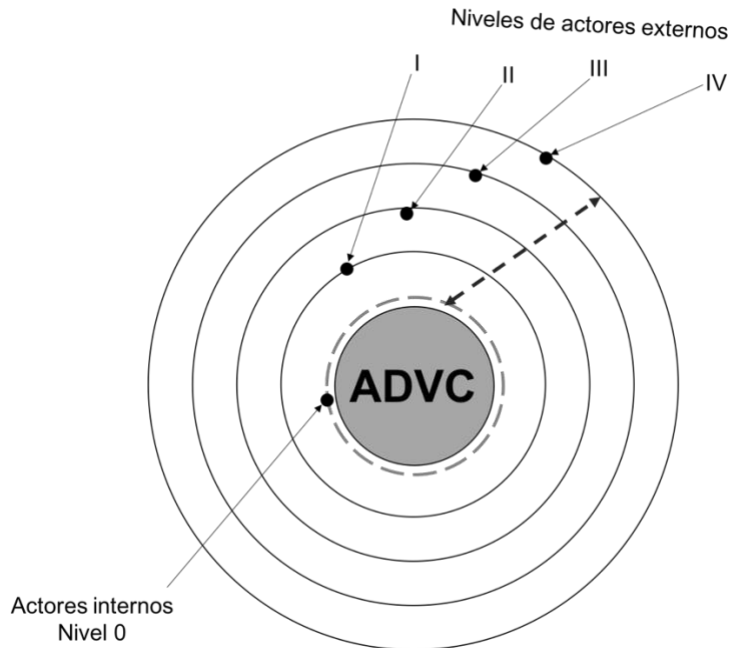 Niveles de actores externos
I
II
III
IV
ADVC
Actores internos
Nivel 0